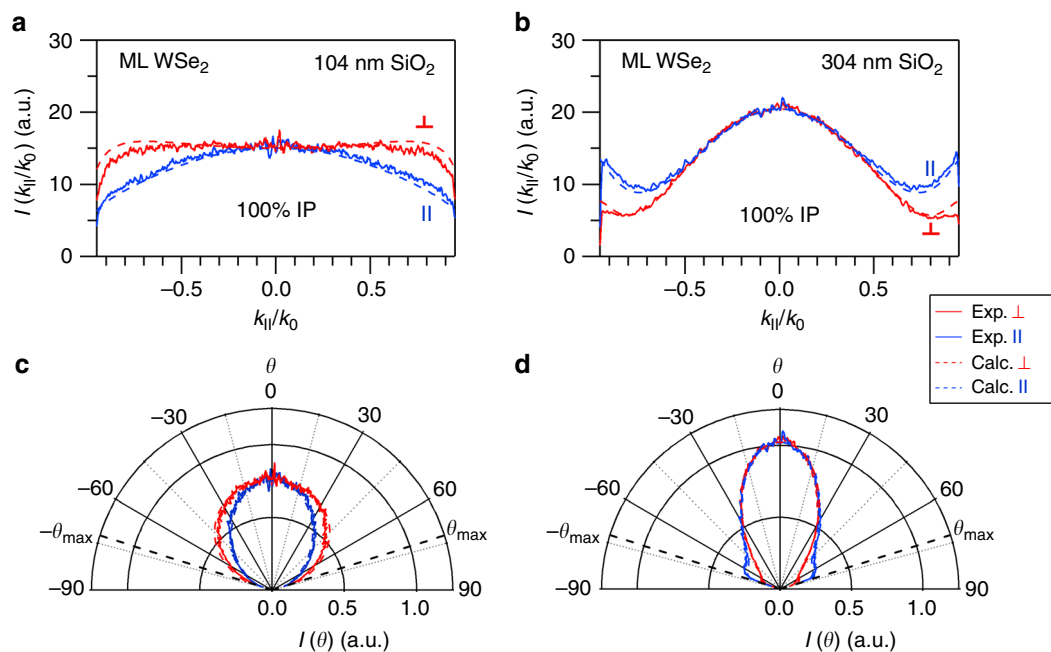 a
ML WSe₂
104 nm SiO₂
I (k||/k₀) (a.u.)
30
20
10
0
⊥
||
100% IP
−0.5
0.0
0.5
k||/k₀
b
ML WSe₂
304 nm SiO₂
I (k||/k₀) (a.u.)
30
20
10
0
||
⊥
100% IP
−0.5
0.0
0.5
k||/k₀
Exp. ⊥
Exp. ||
Calc. ⊥
Calc. ||
c
θ
0
−30
30
−60
60
−θmax
θmax
−90
90
0.0
0.5
1.0
I (θ) (a.u.)
d
θ
0
−30
30
−60
60
−θmax
θmax
−90
90
0.0
0.5
1.0
I (θ) (a.u.)